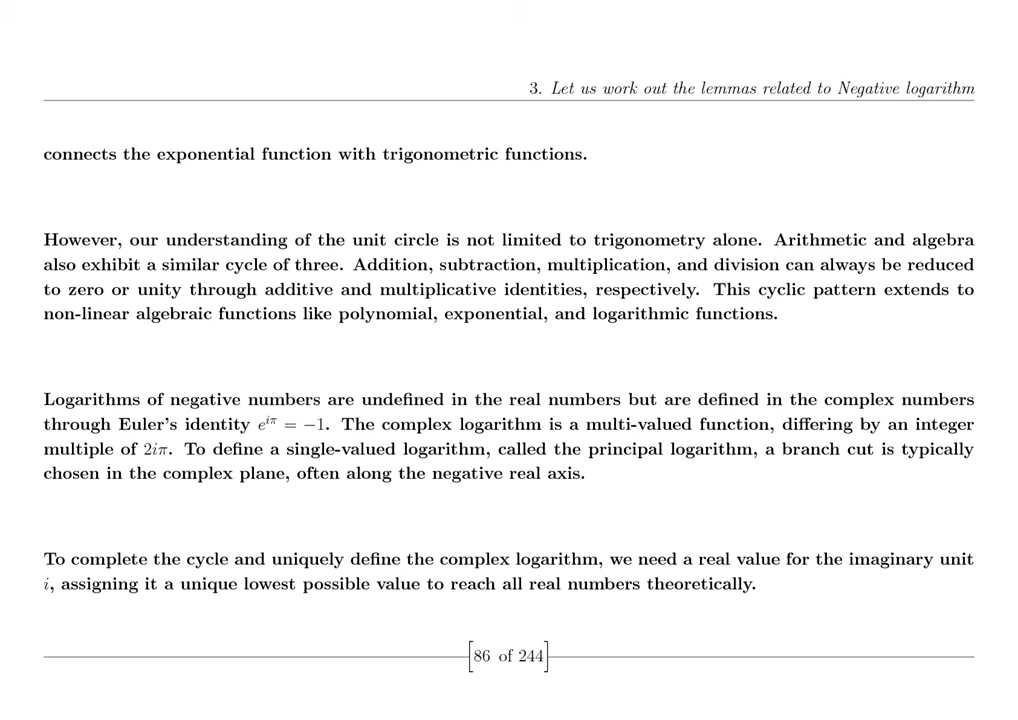 3. Let us work out the lemmas related to Negative logarithm
connects the exponential function with trigonometric functions.
However, our understanding of the unit circle is not limited to trigonometry alone. Arithmetic and algebra
also exhibit a similar cycle of three. Addition, subtraction, multiplication, and division can always be reduced
to zero or unity through additive and multiplicative identities, respectively. This cyclic pattern extends to
non-linear algebraic functions like polynomial, exponential, and logarithmic functions.
Logarithms of negative numbers are undefined in the real numbers but are defined in the complex numbers
through Euler's identity $e^{i\pi} = -1$. The complex logarithm is a multi-valued function, differing by an integer
multiple of $2i\pi$. To define a single-valued logarithm, called the principal logarithm, a branch cut is typically
chosen in the complex plane, often along the negative real axis.
To complete the cycle and uniquely define the complex logarithm, we need a real value for the imaginary unit
$i$, assigning it a unique lowest possible value to reach all real numbers theoretically.
[86 of 244]